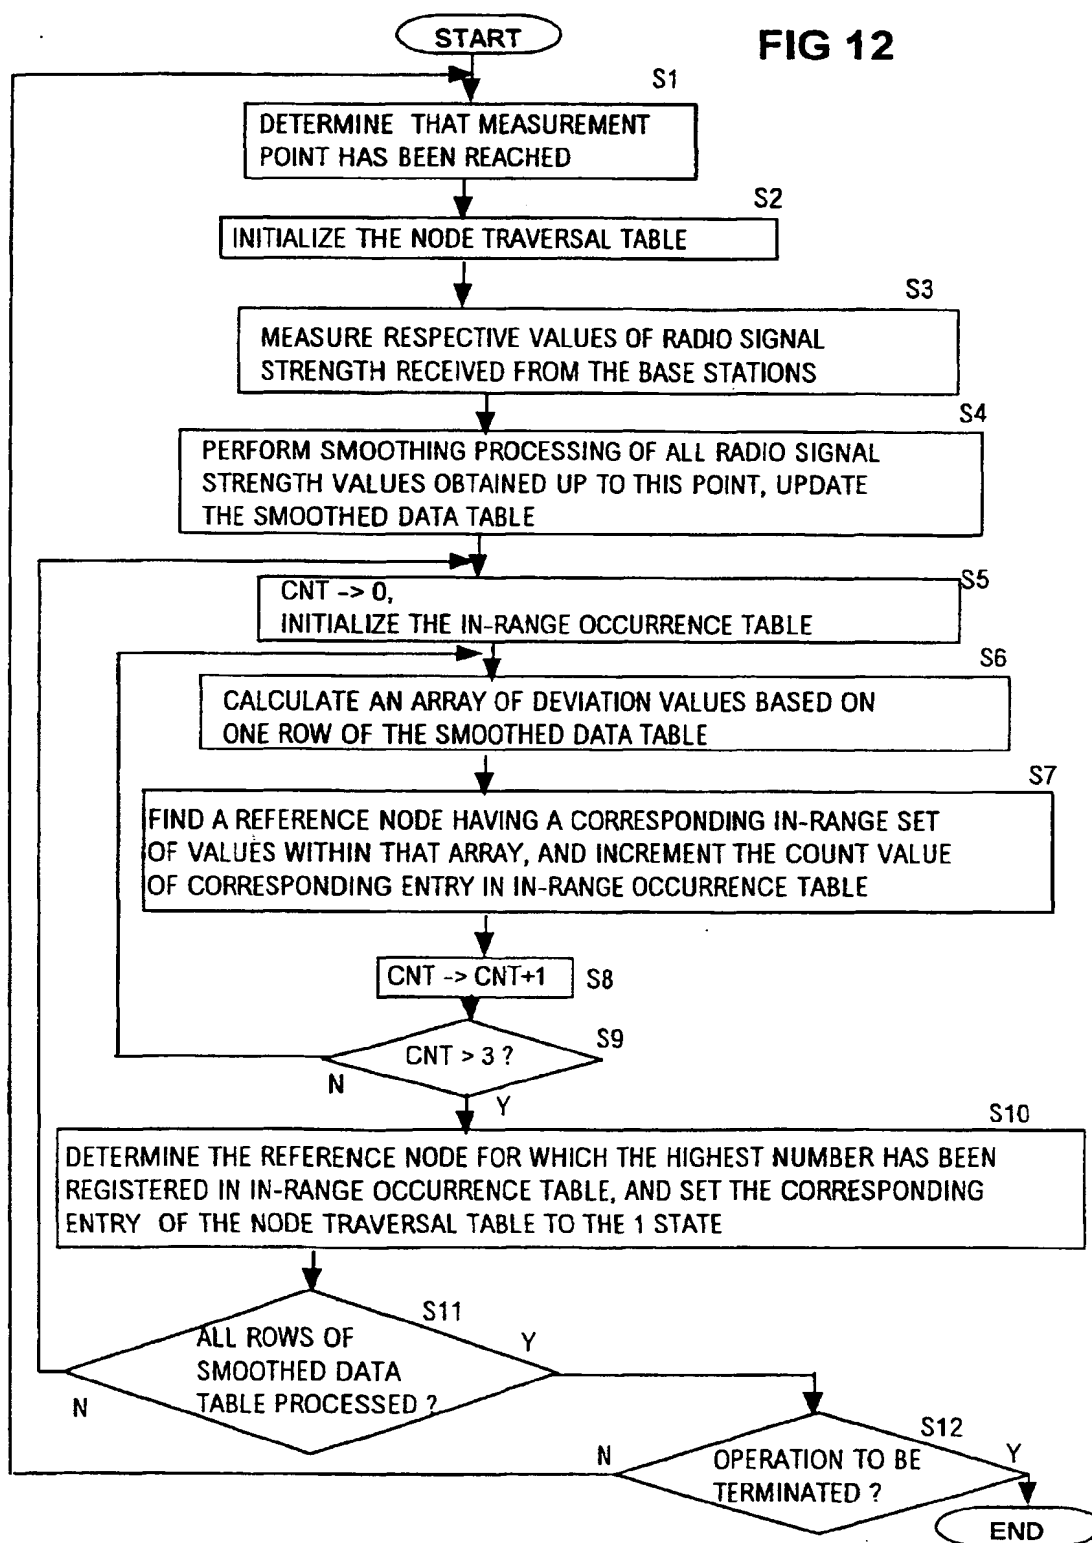 START
FIG 12
S1
DETERMINE THAT MEASUREMENT
POINT HAS BEEN REACHED
S2
INITIALIZE THE NODE TRAVERSAL TABLE
S3
MEASURE RESPECTIVE VALUES OF RADIO SIGNAL
STRENGTH RECEIVED FROM THE BASE STATIONS
S4
PERFORM SMOOTHING PROCESSING OF ALL RADIO SIGNAL
STRENGTH VALUES OBTAINED UP TO THIS POINT, UPDATE
THE SMOOTHED DATA TABLE
S5
CNT -> 0,
INITIALIZE THE IN-RANGE OCCURRENCE TABLE
S6
CALCULATE AN ARRAY OF DEVIATION VALUES BASED ON
ONE ROW OF THE SMOOTHED DATA TABLE
S7
FIND A REFERENCE NODE HAVING A CORRESPONDING IN-RANGE SET
OF VALUES WITHIN THAT ARRAY, AND INCREMENT THE COUNT VALUE
OF CORRESPONDING ENTRY IN IN-RANGE OCCURRENCE TABLE
CNT -> CNT+1
S8
S9
CNT > 3 ?
N
Y
S10
DETERMINE THE REFERENCE NODE FOR WHICH THE HIGHEST NUMBER HAS BEEN
REGISTERED IN IN-RANGE OCCURRENCE TABLE, AND SET THE CORRESPONDING
ENTRY OF THE NODE TRAVERSAL TABLE TO THE 1 STATE
S11
ALL ROWS OF
SMOOTHED DATA
TABLE PROCESSED ?
Y
N
S12
OPERATION TO BE
TERMINATED ?
N
Y
END